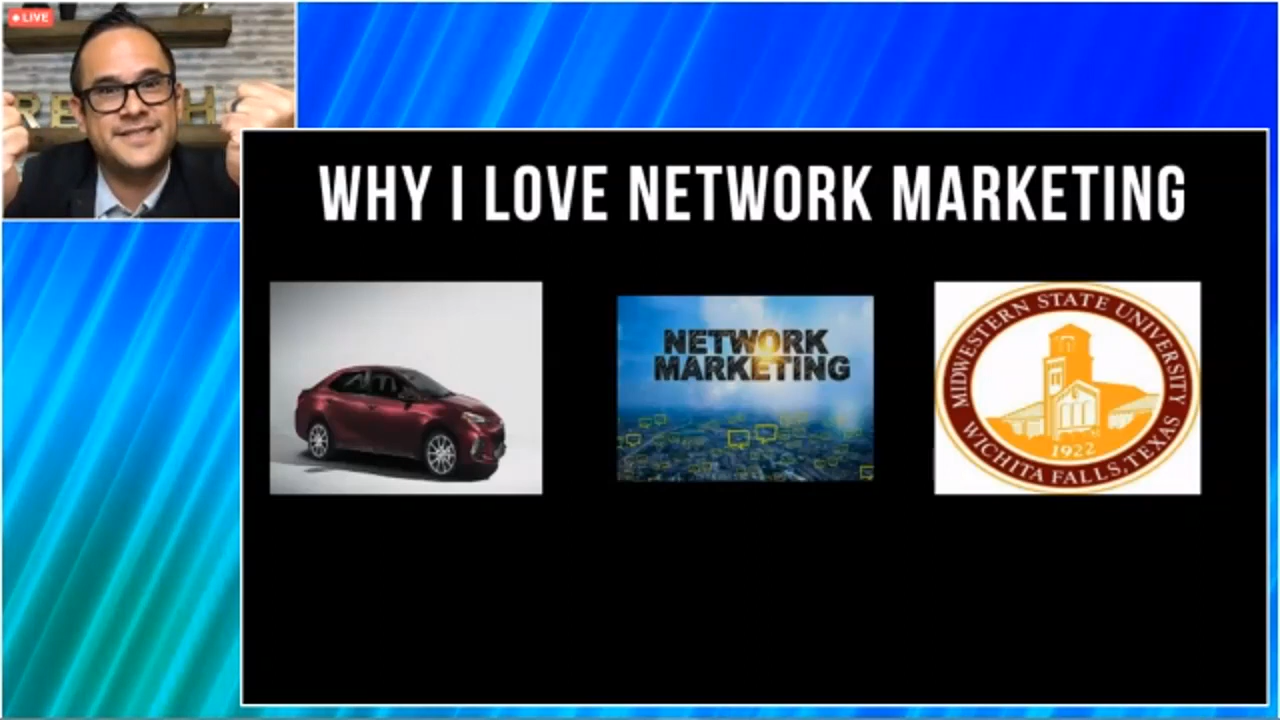 LIVE
WHY I LOVE NETWORK MARKETING
NETWORK
MARKETING
MIDWESTERN STATE UNIVERSITY
1922
WICHITA FALLS, TEXAS